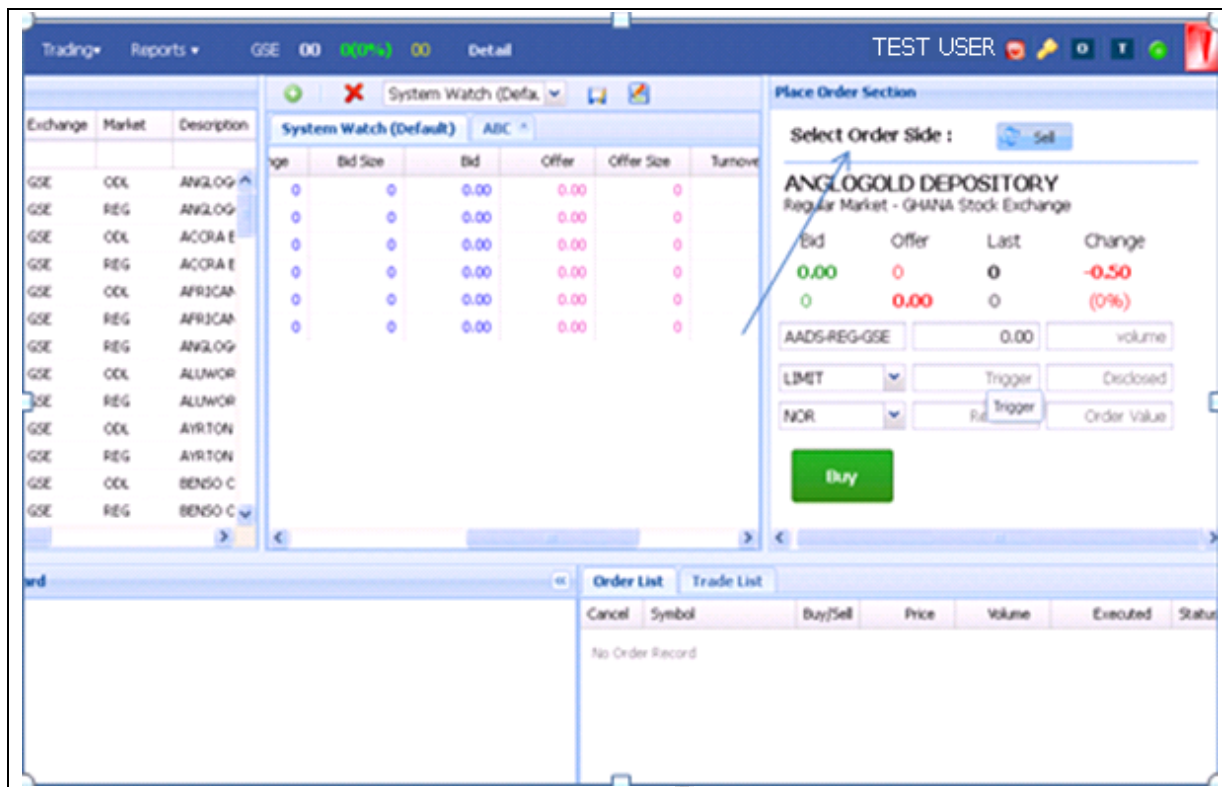 Trading▾ Reports ▾ GSE 00 0(0%) 00 Detail TEST USER O T
System Watch (Defa
Place Order Section
Exchange Market Description
System Watch (Default) ABC
Select Order Side : Sell
Bid Size Bid Offer Offer Size Turnove
GSE ODL ANGLOG
0 0 0.00 0.00 0
ANGLOGOLD DEPOSITORY
Regular Market - GHANA Stock Exchange
GSE REG ANGLOG
0 0 0.00 0.00 0
GSE ODL ACCRA E
0 0 0.00 0.00 0
Bid Offer Last Change
GSE REG ACCRA E
0 0 0.00 0.00 0
0.00 0 0 -0.50
GSE ODL AFRICAN
0 0 0.00 0.00 0
0 0.00 0 (0%)
GSE REG AFRICAN
0 0 0.00 0.00 0
GSE REG ANGLOG
AADS-REG-GSE 0.00 volume
GSE ODL ALUWOR
LIMIT Trigger Disclosed
GSE REG ALUWOR
Trigger
GSE ODL AYRTON
NOR Order Value
GSE REG AYRTON
GSE ODL BENSO C
Buy
GSE REG BENSO C
Order List Trade List
Cancel Symbol Buy/Sell Price Volume Executed Status
No Order Record